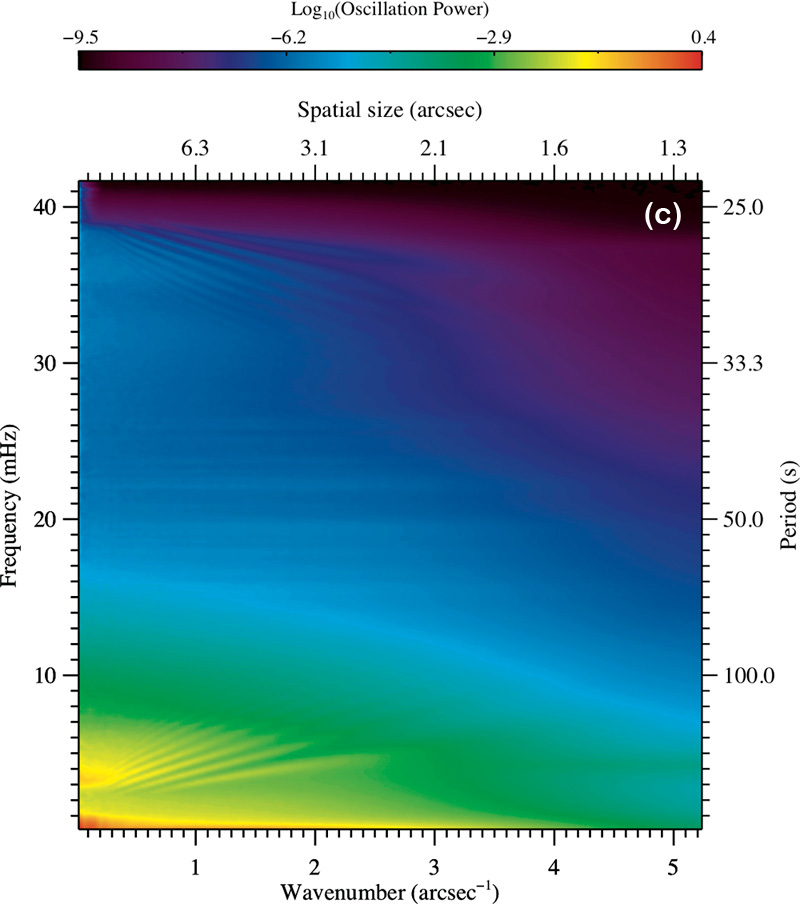 Log₁₀(Oscillation Power)
−9.5 −6.2 −2.9 0.4
Spatial size (arcsec)
6.3 3.1 2.1 1.6 1.3
(c)
40 25.0
30 33.3
20 50.0
10 100.0
Frequency (mHz)
Period (s)
1 2 3 4 5
Wavenumber (arcsec⁻¹)